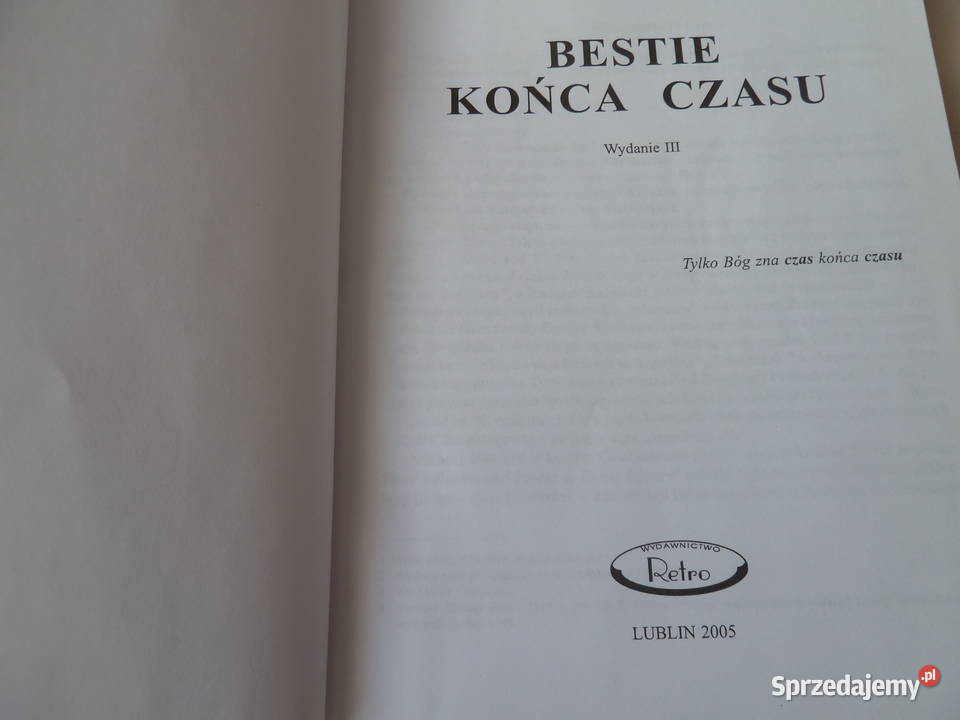 BESTIE
KOŃCA CZASU
Wydanie III
Tylko Bóg zna czas końca czasu
WYDAWNICTWO
Retro
LUBLIN 2005
Sprzedajemy.pl